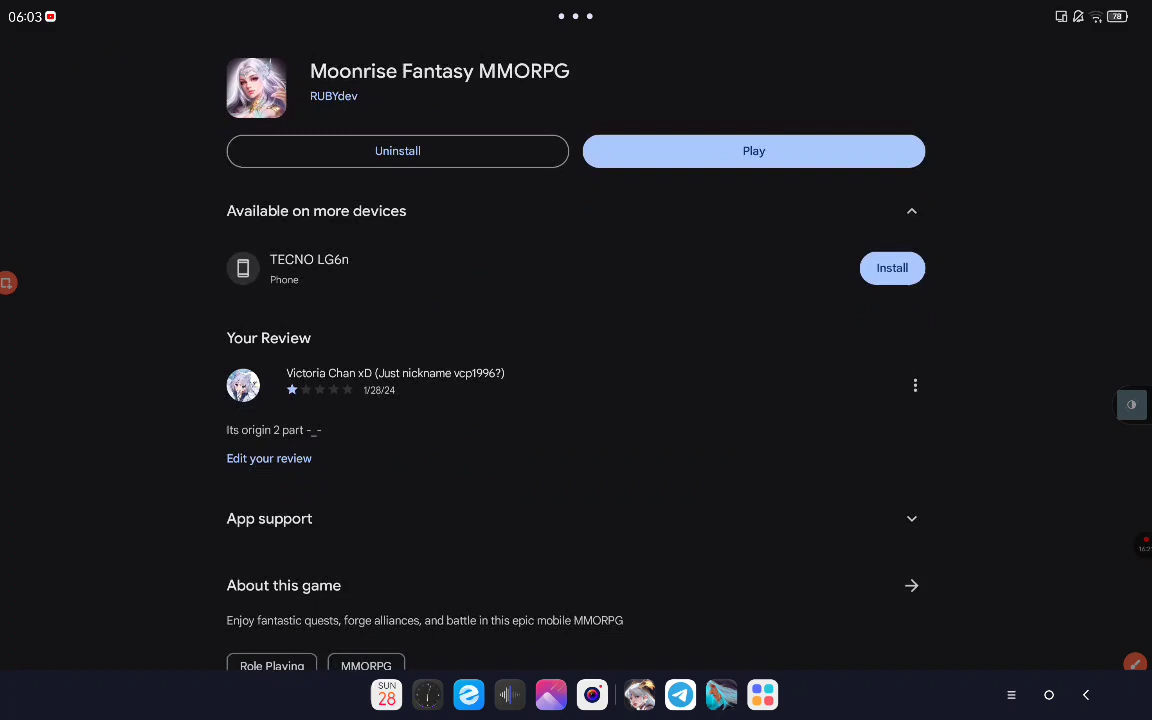 06:03
78
Moonrise Fantasy MMORPG
RUBYdev
Uninstall
Play
Available on more devices
TECNO LG6n
Phone
Install
Your Review
Victoria Chan xD (Just nickname vcp1996?)
1/28/24
Its origin 2 part -_-
Edit your review
App support
About this game
Enjoy fantastic quests, forge alliances, and battle in this epic mobile MMORPG
Role Playing
MMORPG
SUN
28